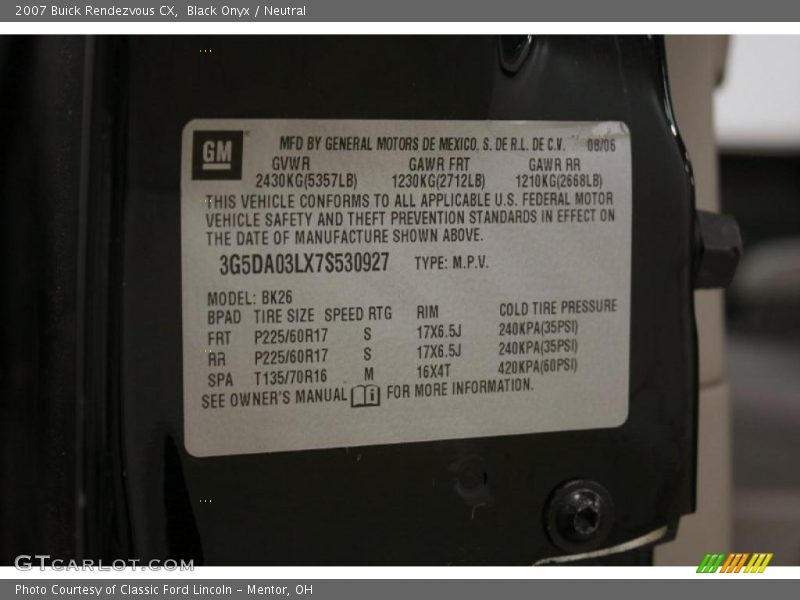 2007 Buick Rendezvous CX, Black Onyx / Neutral
GM MFD BY GENERAL MOTORS DE MEXICO, S. DE R.L. DE C.V. 08/06
GVWR GAWR FRT GAWR RR
2430KG(5357LB) 1230KG(2712LB) 1210KG(2668LB)
THIS VEHICLE CONFORMS TO ALL APPLICABLE U.S. FEDERAL MOTOR
VEHICLE SAFETY AND THEFT PREVENTION STANDARDS IN EFFECT ON
THE DATE OF MANUFACTURE SHOWN ABOVE.
3G5DA03LX7S530927 TYPE: M.P.V.
MODEL: BK26
BPAD TIRE SIZE SPEED RTG RIM COLD TIRE PRESSURE
FRT P225/60R17 S 17X6.5J 240KPA(35PSI)
RR P225/60R17 S 17X6.5J 240KPA(35PSI)
SPA T135/70R16 M 16X4T 420KPA(60PSI)
SEE OWNER'S MANUAL FOR MORE INFORMATION.
GTCARLOT.COM
Photo Courtesy of Classic Ford Lincoln – Mentor, OH